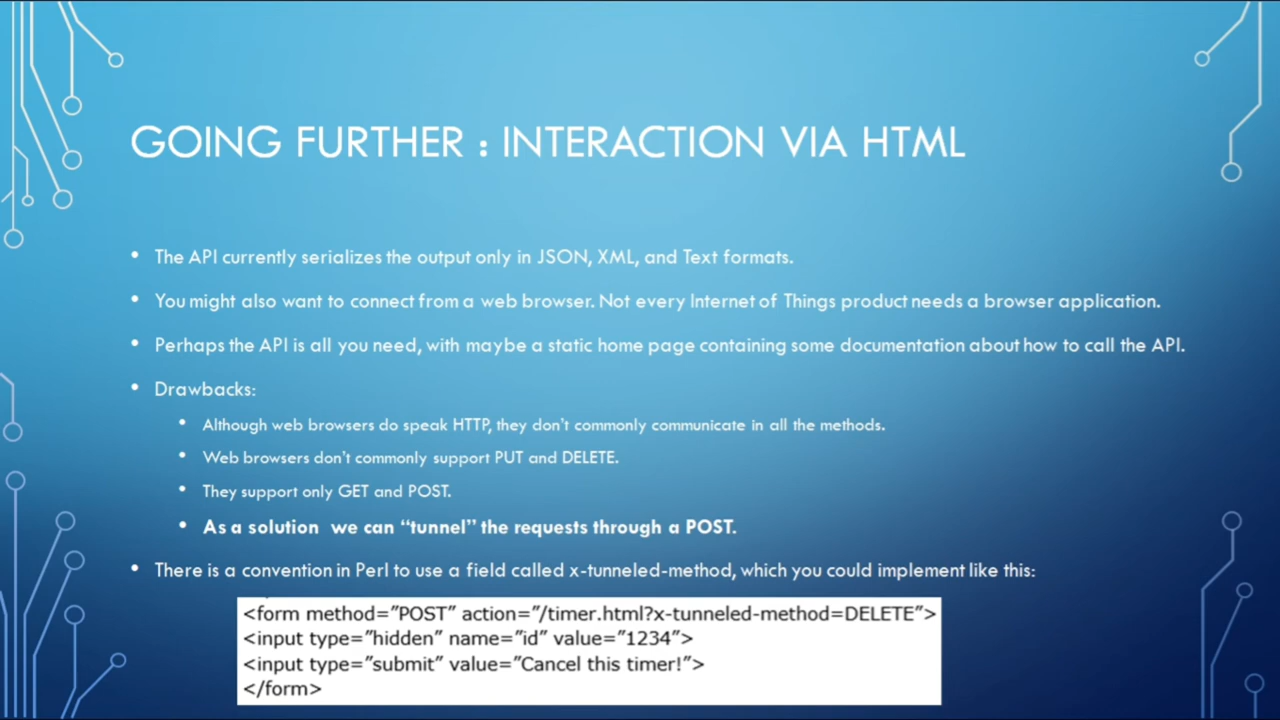 GOING FURTHER : INTERACTION VIA HTML
• The API currently serializes the output only in JSON, XML, and Text formats.
• You might also want to connect from a web browser. Not every Internet of Things product needs a browser application.
• Perhaps the API is all you need, with maybe a static home page containing some documentation about how to call the API.
• Drawbacks:
• Although web browsers do speak HTTP, they don't commonly communicate in all the methods.
• Web browsers don't commonly support PUT and DELETE.
• They support only GET and POST.
• As a solution we can “tunnel” the requests through a POST.
• There is a convention in Perl to use a field called x-tunneled-method, which you could implement like this:
<form method=”POST” action=”/timer.html?x-tunneled-method=DELETE”>
<input type=”hidden” name=”id” value=”1234”>
<input type=”submit” value=”Cancel this timer!”>
</form>